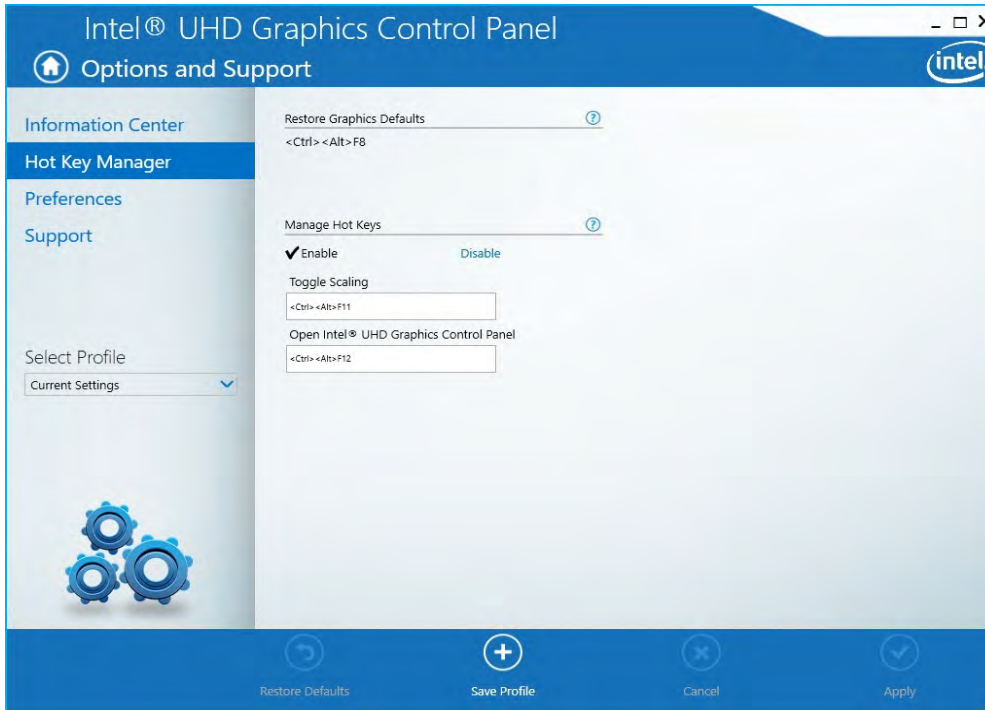 Intel® UHD Graphics Control Panel
Options and Support
intel
Information Center
Hot Key Manager
Preferences
Support
Select Profile
Current Settings
Restore Graphics Defaults ?
<Ctrl><Alt>F8
Manage Hot Keys ?
Enable Disable
Toggle Scaling
<Ctrl><Alt>F11
Open Intel® UHD Graphics Control Panel
<Ctrl><Alt>F12
Restore Defaults Save Profile Cancel Apply